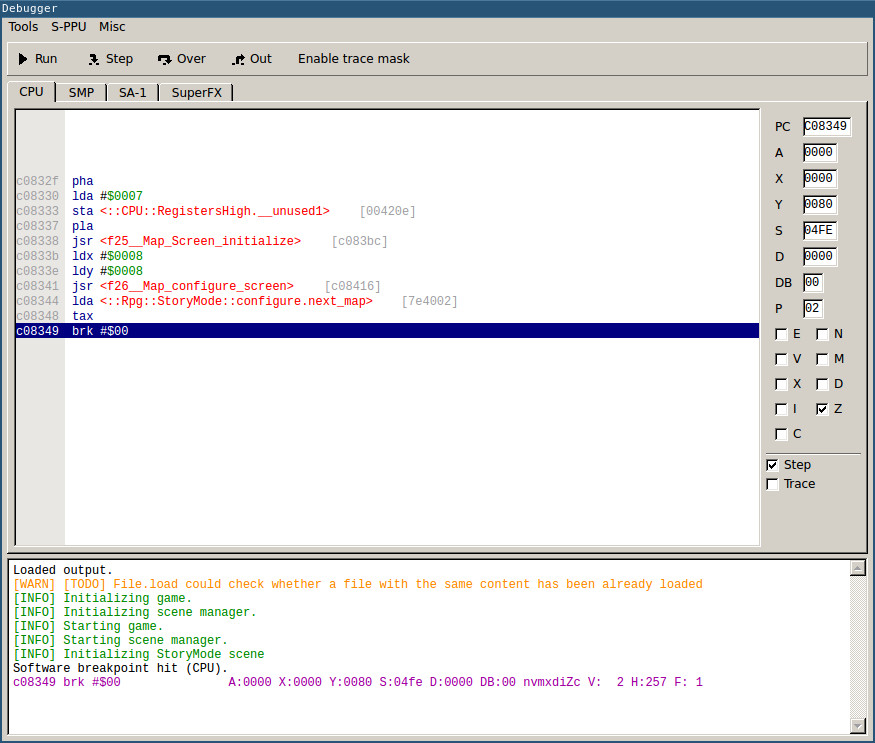 Debugger
Tools S-PPU Misc
Run Step Over Out Enable trace mask
CPU SMP SA-1 SuperFX
c0832f pha
c08330 lda #$0007
c08333 sta <::CPU::RegistersHigh.__unused1> [00420e]
c08337 pla
c08338 jsr <f25__Map_Screen_initialize> [c083bc]
c0833b ldx #$0008
c0833e ldy #$0008
c08341 jsr <f26__Map_configure_screen> [c08416]
c08344 lda <::Rpg::StoryMode::configure.next_map> [7e4002]
c08348 tax
c08349 brk #$00
PC C08349
A 0000
X 0000
Y 0080
S 04FE
D 0000
DB 00
P 02
E N
V M
X D
I Z
C
Step
Trace
Loaded output.
[WARN] [TODO] File.load could check whether a file with the same content has been already loaded
[INFO] Initializing game.
[INFO] Initializing scene manager.
[INFO] Starting game.
[INFO] Starting scene manager.
[INFO] Initializing StoryMode scene
Software breakpoint hit (CPU).
c08349 brk #$00 A:0000 X:0000 Y:0080 S:04fe D:0000 DB:00 nvmxdiZc V: 2 H:257 F: 1